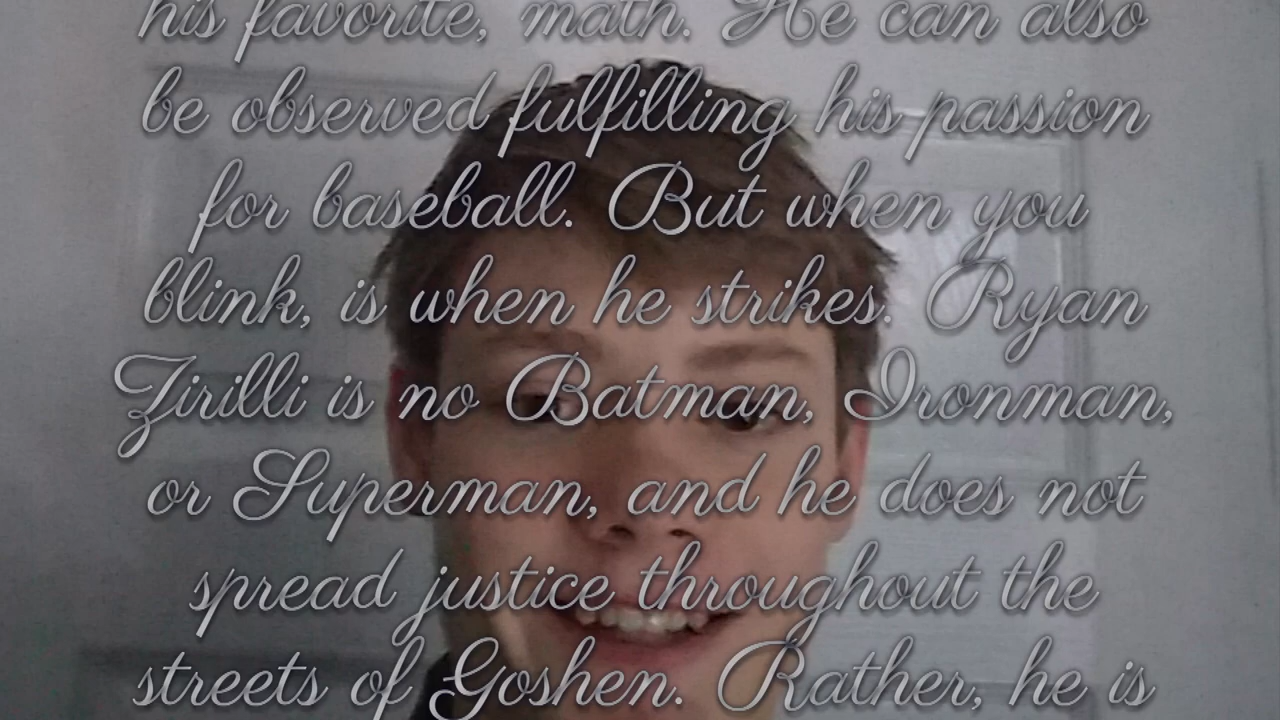 his favorite, math. He can also
be observed fulfilling his passion
for baseball. But when you
blink, is when he strikes. Ryan
Zirilli is no Batman, Ironman,
or Superman, and he does not
spread justice throughout the
streets of Goshen. Rather, he is